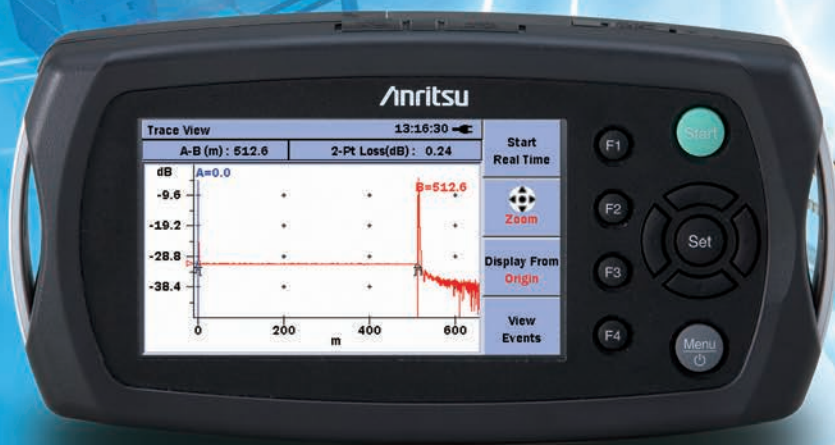 Anritsu
Trace View 13:16:30
A-B (m) : 512.6 2-Pt Loss(dB) : 0.24
dB A=0.0
B=512.6
-9.6
-19.2
-28.8
-38.4
0 200 400 600
m
Start
Real Time
Zoom
Display From
Origin
View
Events
F1
F2
F3
F4
Start
Set
Menu